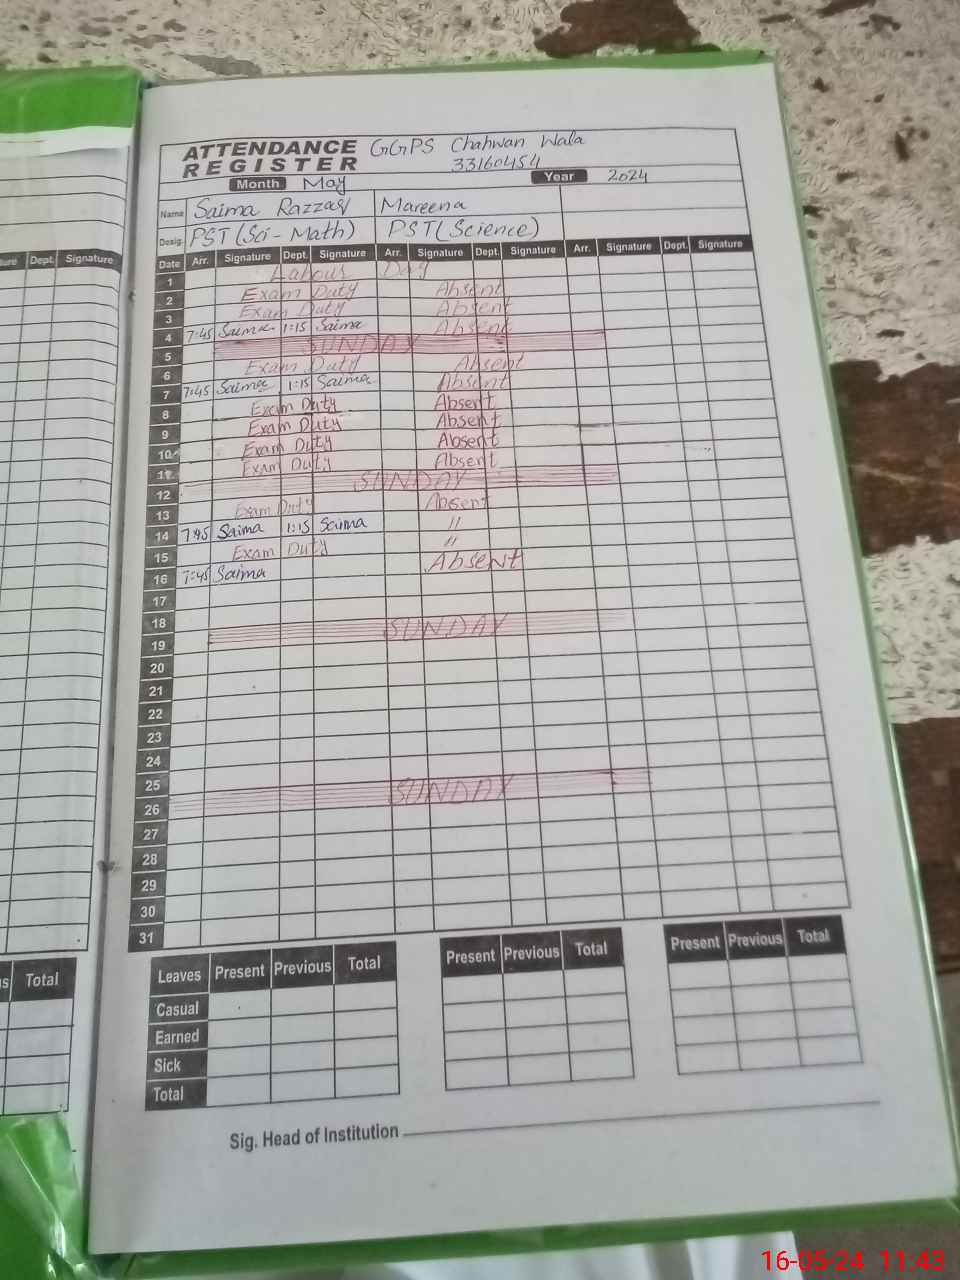 ATTENDANCE REGISTER GGPS Chahwan Wala
33160454
Month May Year 2024
Name Saima Razzaq Mareena
Desig. PST (Sci - Math) PST (Science)
ure Dept. Signature
Date Arr. Signature Dept. Signature Arr. Signature Dept. Signature Arr. Signature Dept. Signature
1 Labour Day
2 Exam Duty Absent
3 Exam Duty Absent
4 7:45 Saima 1:15 Saima Absent
5 SUNDAY
6 Exam Duty Absent
7 7:45 Saima 1:15 Saima Absent
8 Exam Duty Absent
9 Exam Duty Absent
10 Exam Duty Absent
11 Exam Duty Absent
12 SUNDAY
13 Exam Duty Absent
14 7:45 Saima 1:15 Saima "
15 Exam Duty "
16 7:45 Saima Absent
17
18
19 SUNDAY
20
21
22
23
24
25
26 SUNDAY
27
28
29
30
31
s Total
Leaves Present Previous Total Present Previous Total Present Previous Total
Casual
Earned
Sick
Total
Sig. Head of Institution
16-05-24 11:43